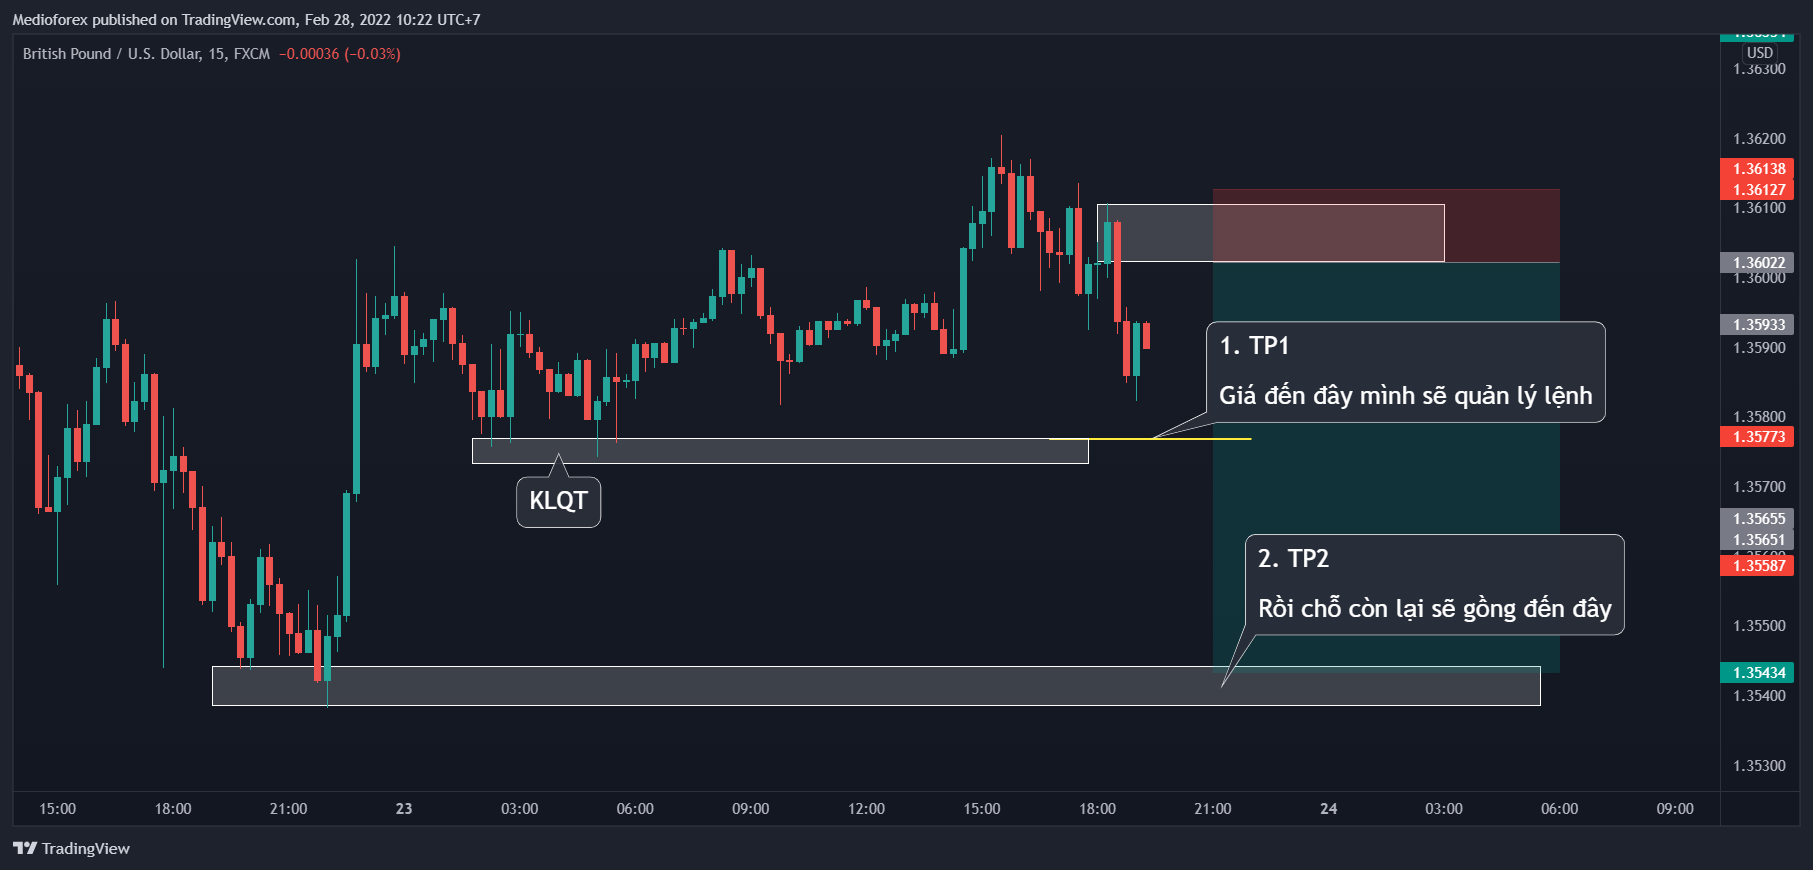 Medioforex published on TradingView.com, Feb 28, 2022 10:22 UTC+7
British Pound / U.S. Dollar, 15, FXCM −0.00036 (−0.03%)
USD
1.36300
1.36200
1.36138
1.36127
1.36100
1.36022
1.36000
1.35933
1.35900
1. TP1
Giá đến đây mình sẽ quản lý lệnh
1.35800
1.35773
KLQT
1.35700
1.35655
1.35651
1.35587
2. TP2
Rồi chỗ còn lại sẽ gồng đến đây
1.35500
1.35434
1.35400
1.35300
15:00 18:00 21:00 23 03:00 06:00 09:00 12:00 15:00 18:00 21:00 24 03:00 06:00 09:00
TradingView